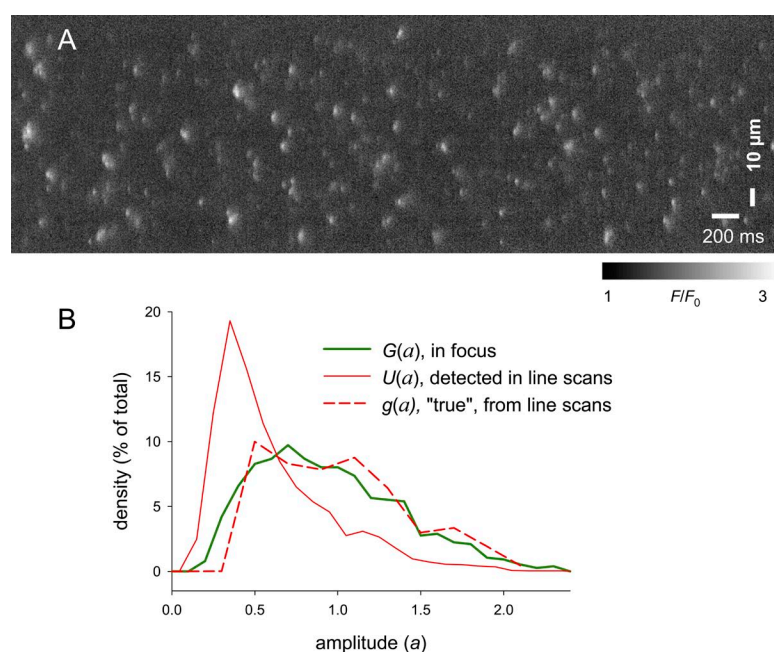 A
10 µm
200 ms
1 F/F0 3
B
20
15
10
5
0
density (% of total)
G(a), in focus
U(a), detected in line scans
g(a), "true", from line scans
0.0 0.5 1.0 1.5 2.0
amplitude (a)